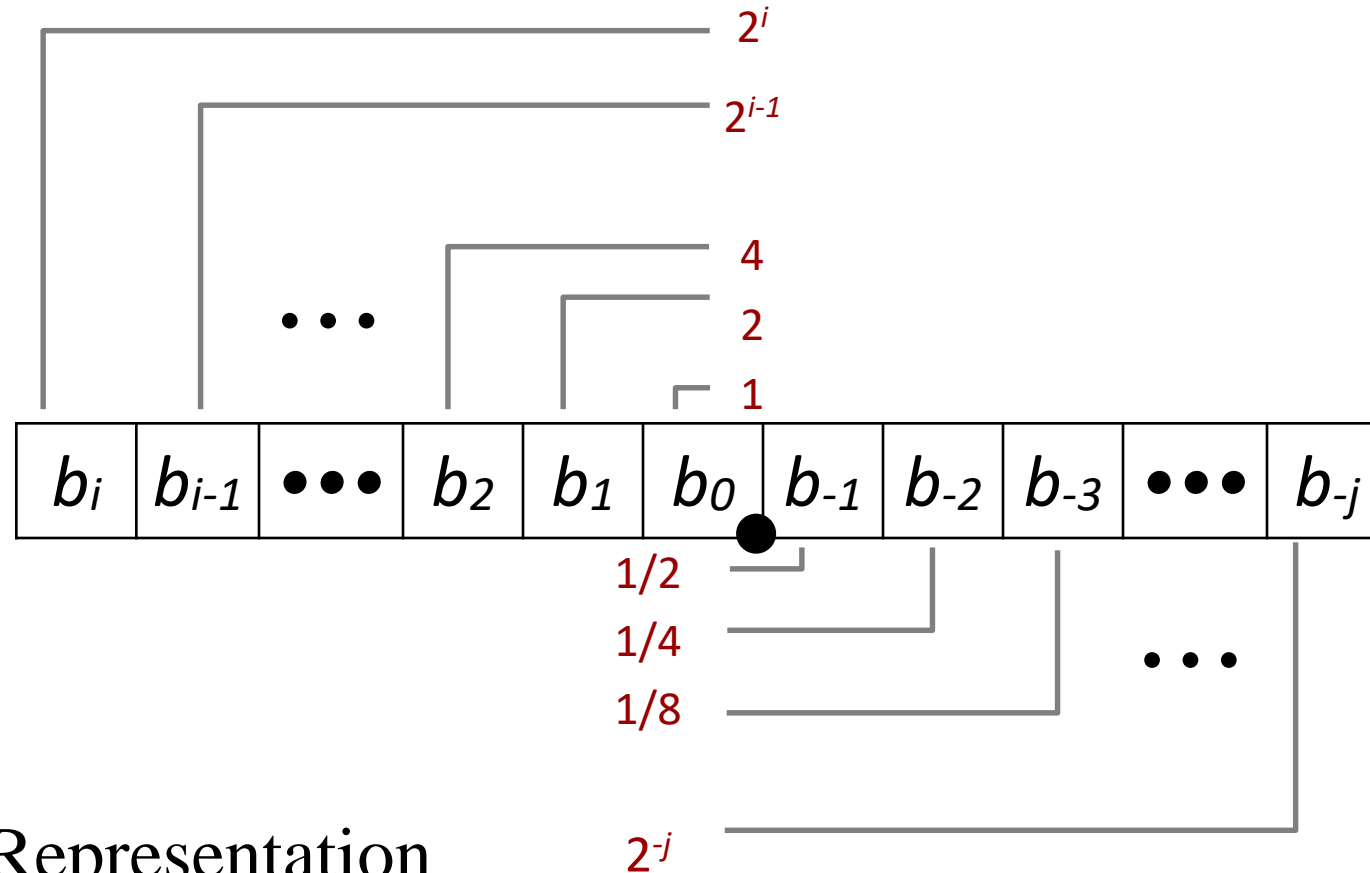 2^i
2^{i-1}
4
2
• • •
1
b_i b_{i-1} ••• b_2 b_1 b_0 • b_{-1} b_{-2} b_{-3} ••• b_{-j}
1/2
1/4
• • •
1/8
Representation
2^{-j}